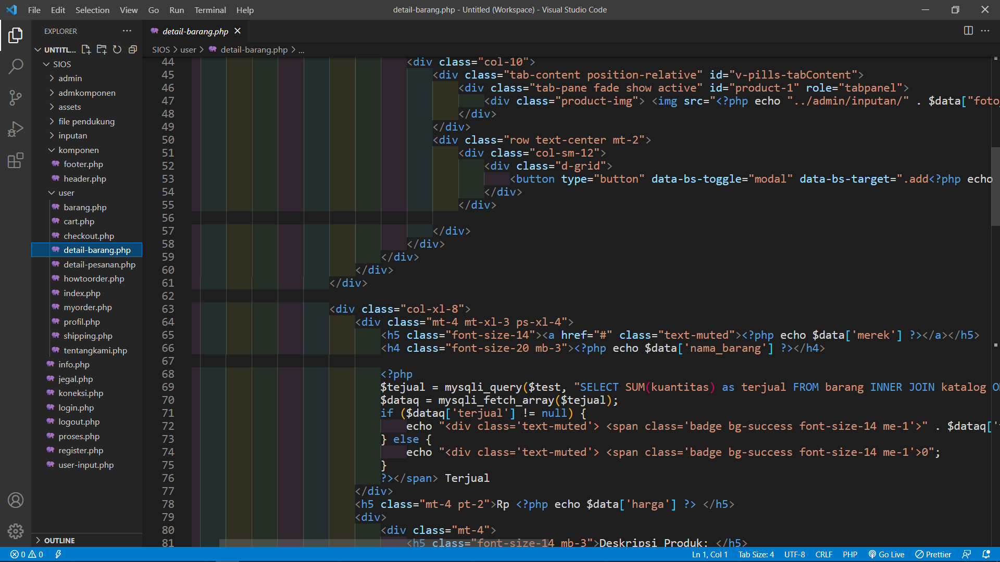 File Edit Selection View Go Run Terminal Help
detail-barang.php - Untitled (Workspace) - Visual Studio Code
EXPLORER
UNTITL...
SIOS
admin
admkomponen
assets
file pendukung
inputan
komponen
footer.php
header.php
user
barang.php
cart.php
checkout.php
detail-barang.php
detail-pesanan.php
howtoorder.php
index.php
myorder.php
profil.php
shipping.php
tentangkami.php
info.php
jegal.php
koneksi.php
login.php
logout.php
proses.php
register.php
user-input.php
OUTLINE
detail-barang.php
SIOS > user > detail-barang.php > ...
44 <div class="col-10">
45 <div class="tab-content position-relative" id="v-pills-tabContent">
46 <div class="tab-pane fade show active" id="product-1" role="tabpanel">
47 <div class="product-img"> <img src="<?php echo "../admin/inputan/" . $data["foto
48 </div>
49 </div>
50 <div class="row text-center mt-2">
51 <div class="col-sm-12">
52 <div class="d-grid">
53 <button type="button" data-bs-toggle="modal" data-bs-target=".add<?php echo
54 </div>
55 </div>
56
57 </div>
58 </div>
59 </div>
60 </div>
61 </div>
62
63 <div class="col-xl-8">
64 <div class="mt-4 mt-xl-3 ps-xl-4">
65 <h5 class="font-size-14"><a href="#" class="text-muted"><?php echo $data['merek'] ?></a></h5>
66 <h4 class="font-size-20 mb-3"><?php echo $data['nama_barang'] ?></h4>
67
68 <?php
69 $tejual = mysqli_query($test, "SELECT SUM(kuantitas) as terjual FROM barang INNER JOIN katalog
70 $dataq = mysqli_fetch_array($tejual);
71 if ($dataq['terjual'] != null) {
72 echo "<div class='text-muted'> <span class='badge bg-success font-size-14 me-1'>" . $dataq['
73 } else {
74 echo "<div class='text-muted'> <span class='badge bg-success font-size-14 me-1'>0";
75 }
76 ?></span> Terjual
77 </div>
78 <h5 class="mt-4 pt-2">Rp <?php echo $data['harga'] ?> </h5>
79 <div>
80 <div class="mt-4">
81 <h5 class="font-size-14 mb-3">Deskripsi Produk: </h5>
0 0 Ln 1, Col 1 Tab Size: 4 UTF-8 CRLF PHP Go Live Prettier